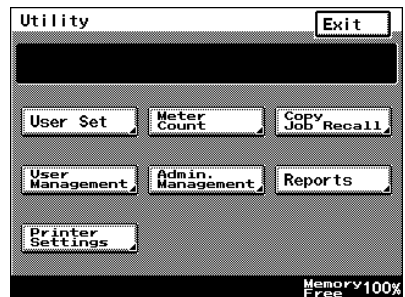 Utility
Exit
User Set
Meter
Count
Copy
Job Recall
User
Management
Admin.
Management
Reports
Printer
Settings
Memory
Free 100%